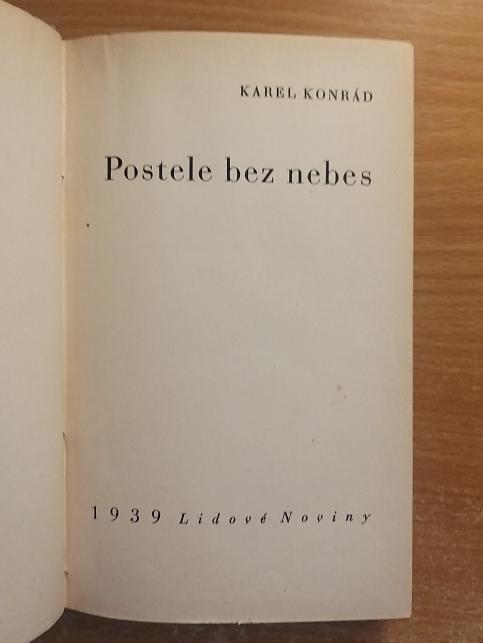 KAREL KONRÁD
Postele bez nebes
1939 Lidové Noviny